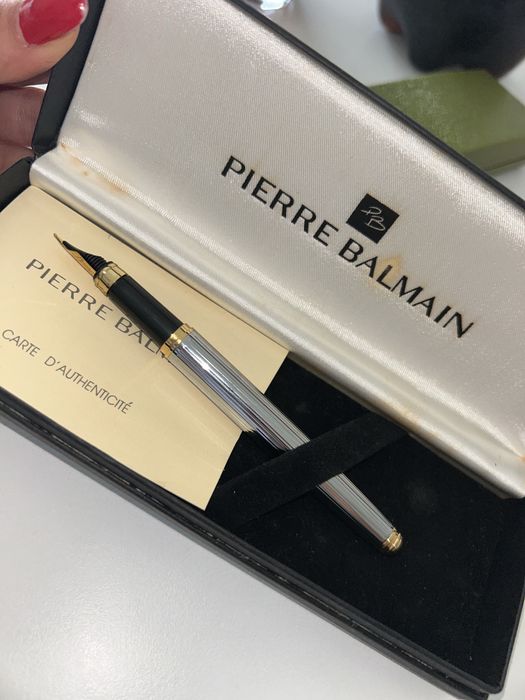 PB
PIERRE BALMAIN
PIERRE BAL
CARTE D'AUTHENTICITÉ